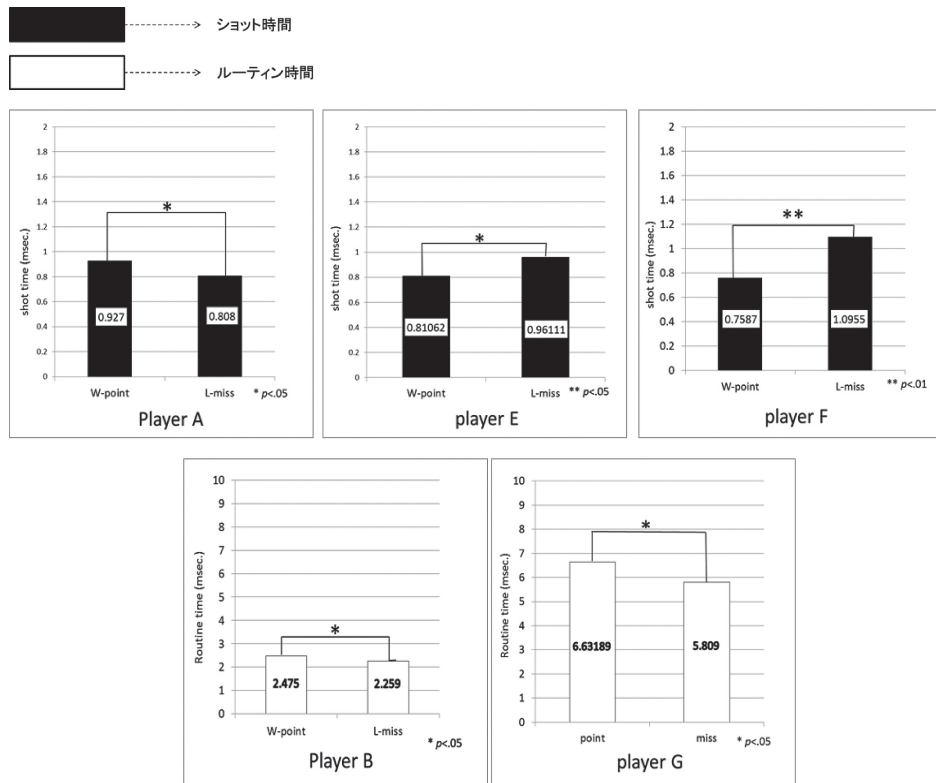 ショット時間
ルーティン時間
shot time (msec.)
2
1.8
1.6
1.4
1.2
1
0.8
0.6
0.4
0.2
0
*
0.927
0.808
W-point
L-miss
* p<.05
Player A
shot time (msec.)
2
1.8
1.6
1.4
1.2
1
0.8
0.6
0.4
0.2
0
*
0.81062
0.96111
W-point
L-miss
** p<.05
player E
shot time (msec.)
2
1.8
1.6
1.4
1.2
1
0.8
0.6
0.4
0.2
0
**
0.7587
1.0955
W-point
L-miss
** p<.01
player F
Routine time (msec.)
10
9
8
7
6
5
4
3
2
1
0
*
2.475
2.259
W-point
L-miss
* p<.05
Player B
Routine time (msec.)
10
9
8
7
6
5
4
3
2
1
0
*
6.63189
5.809
point
miss
* p<.05
player G